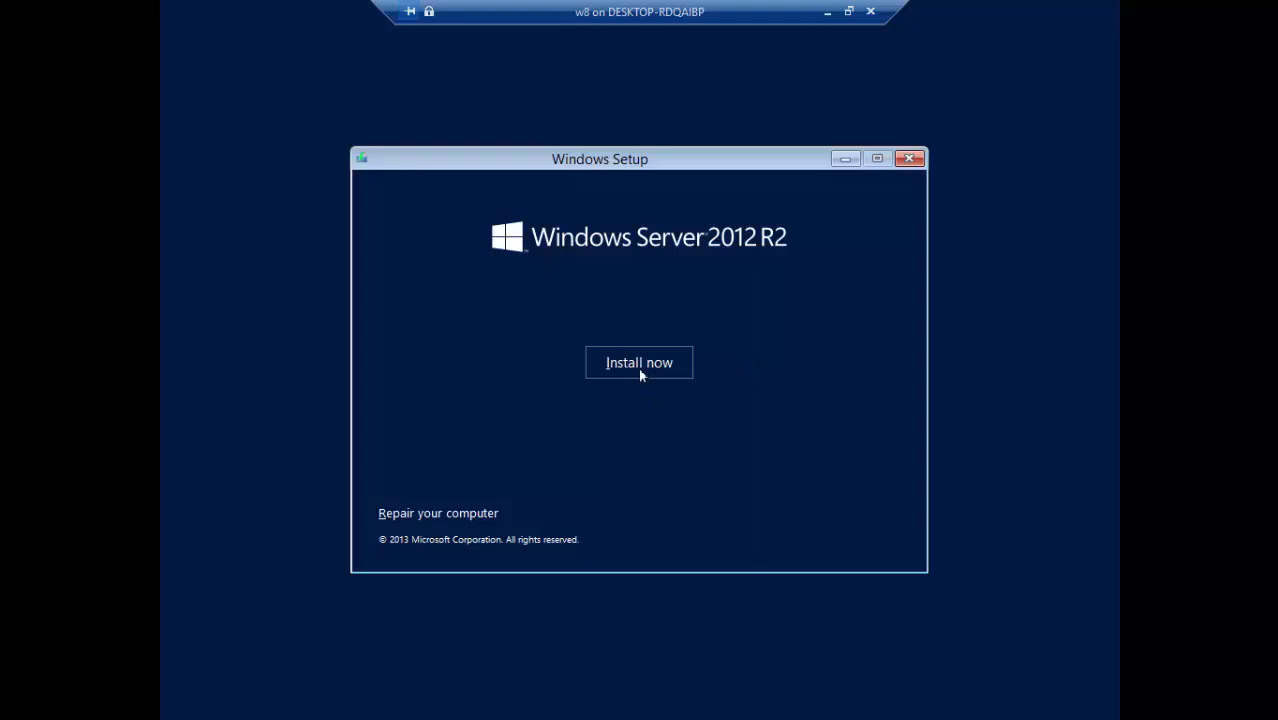 w8 on DESKTOP-RDQAIBP
Windows Setup
Windows Server 2012 R2
Install now
Repair your computer
© 2013 Microsoft Corporation. All rights reserved.